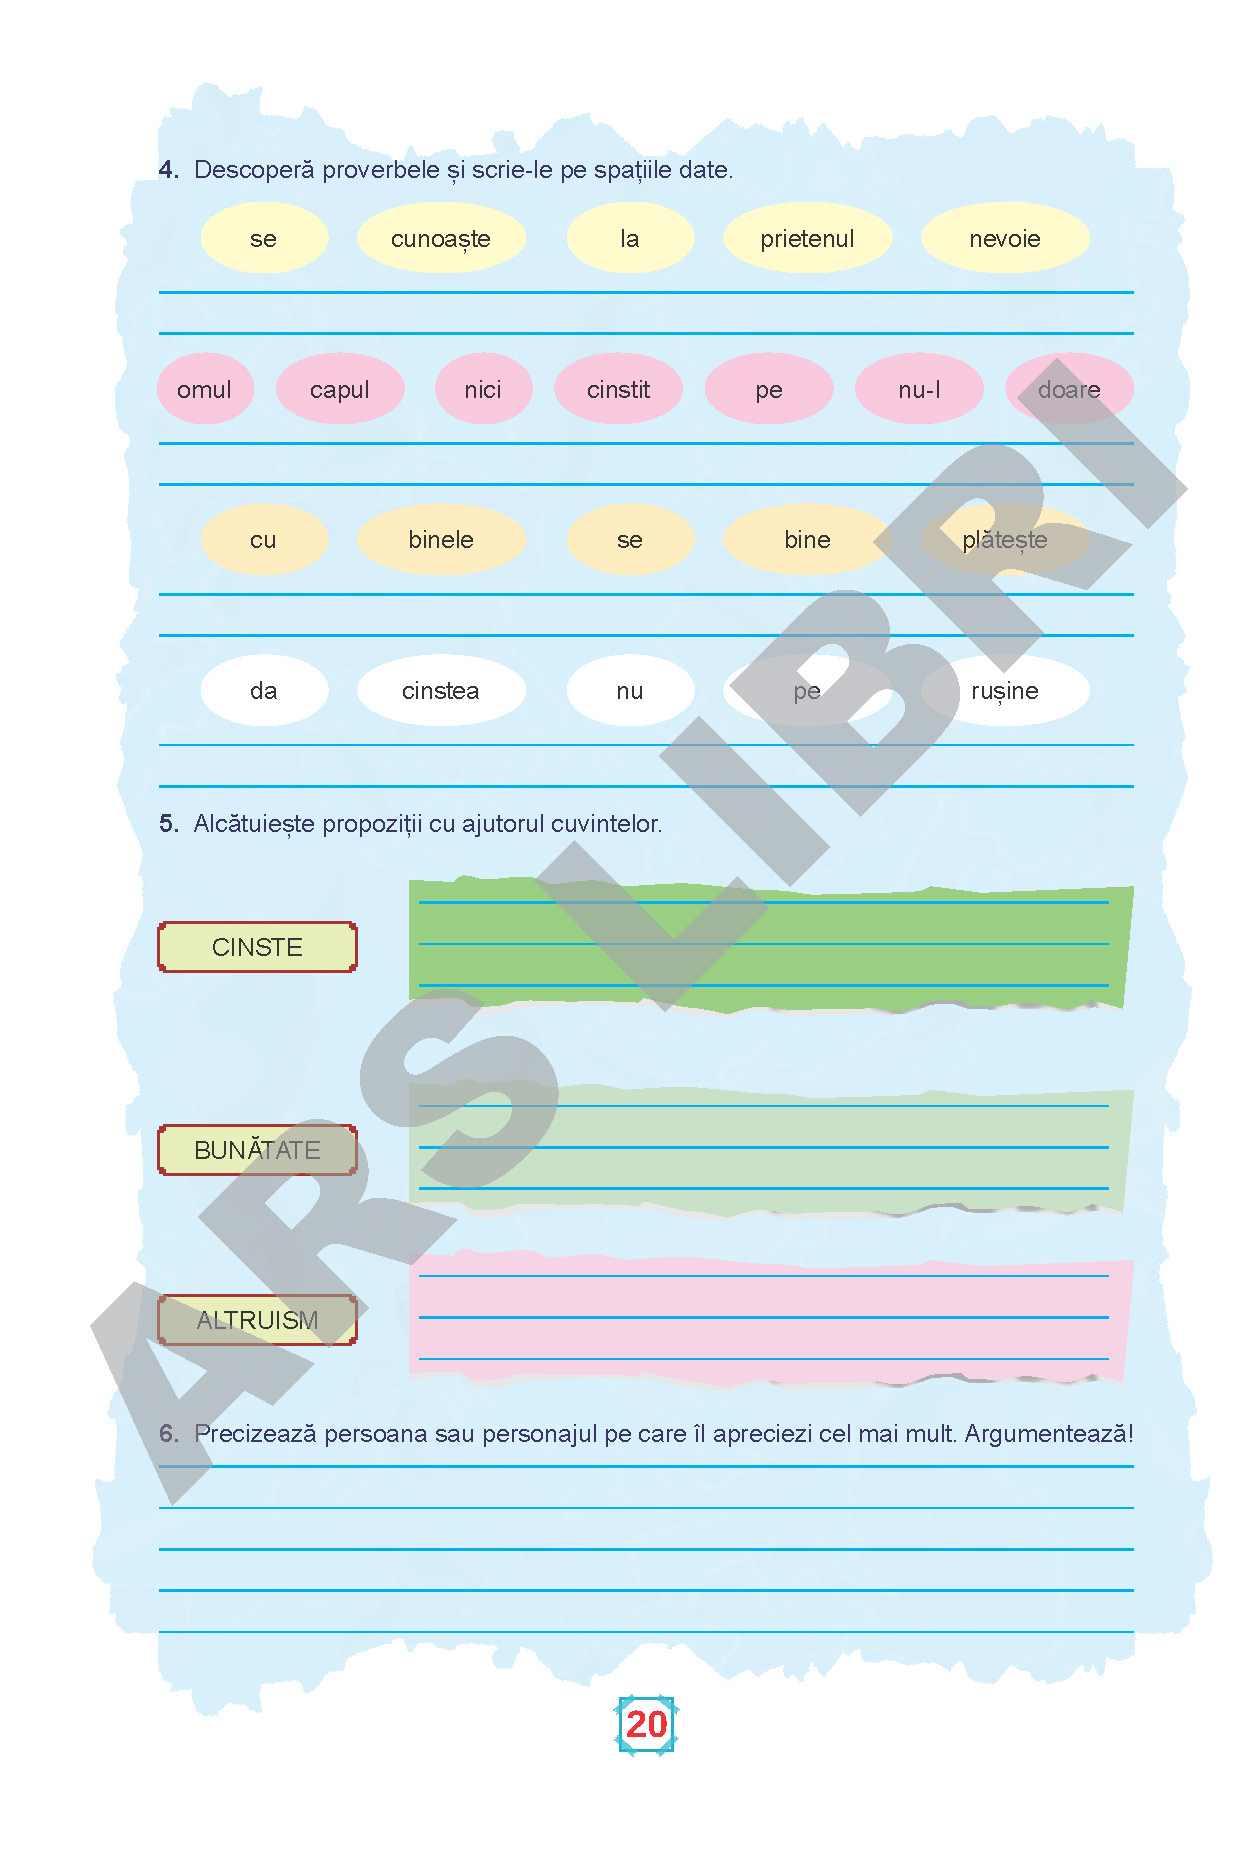 4. Descoperă proverbele și scrie-le pe spațiile date.
se cunoaște la prietenul nevoie
omul capul nici cinstit pe nu-l doare
cu binele se bine plătește
da cinstea nu pe rușine
5. Alcătuiește propoziții cu ajutorul cuvintelor.
CINSTE
BUNĂTATE
ALTRUISM
6. Precizează persoana sau personajul pe care îl apreciezi cel mai mult. Argumentează!
20
ARS LIBRI